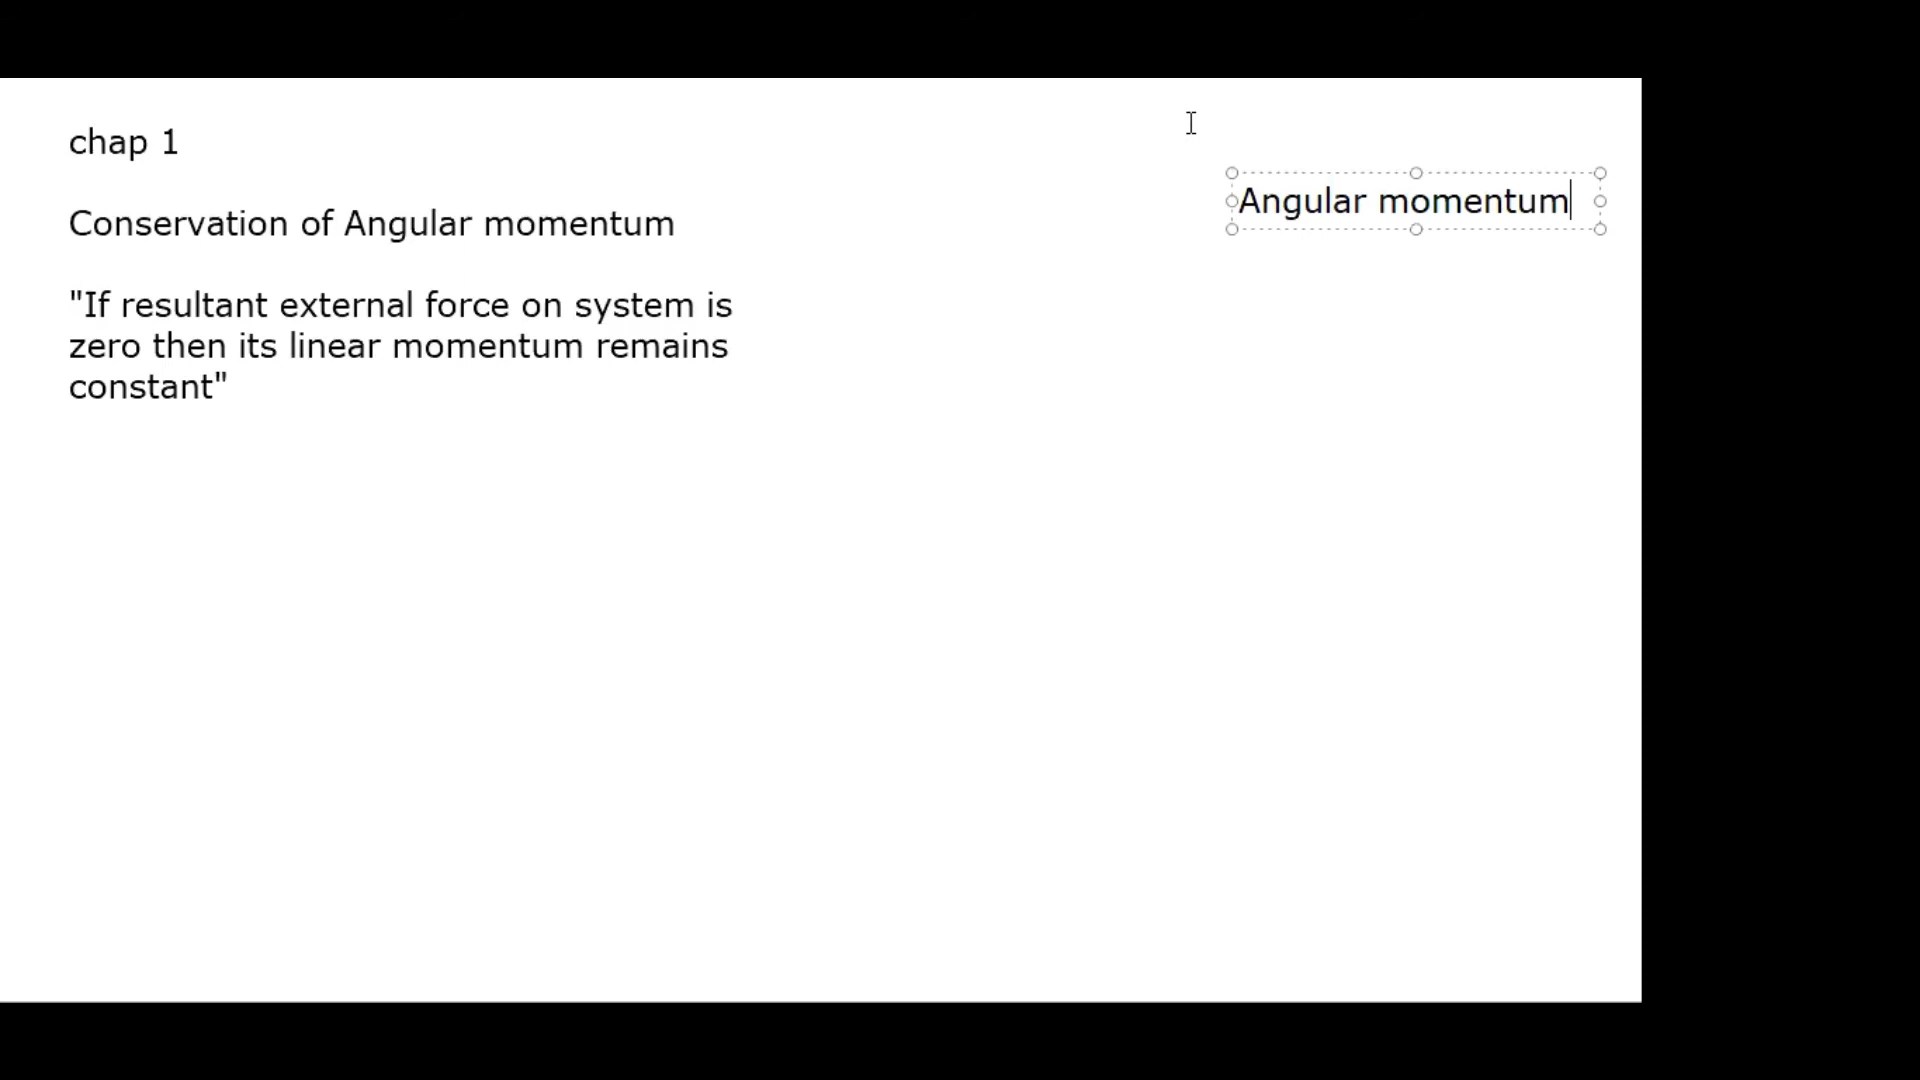 chap 1
Conservation of Angular momentum
"If resultant external force on system is
zero then its linear momentum remains
constant"
Angular momentum